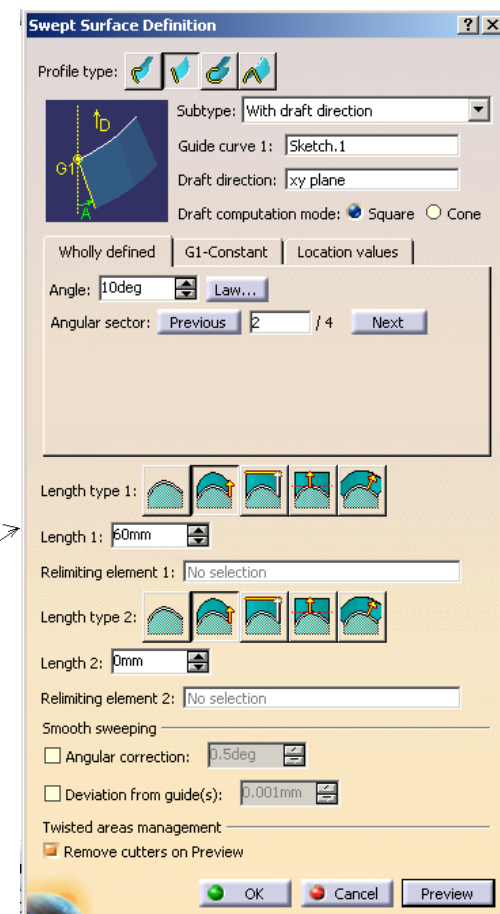 Swept Surface Definition
Profile type:
Subtype: With draft direction
D
G1
A
Guide curve 1: Sketch.1
Draft direction: xy plane
Draft computation mode: Square Cone
Wholly defined G1-Constant Location values
Angle: 10deg Law...
Angular sector: Previous 2 / 4 Next
Length type 1:
Length 1: 60mm
Relimiting element 1: No selection
Length type 2:
Length 2: 0mm
Relimiting element 2: No selection
Smooth sweeping
Angular correction: 0.5deg
Deviation from guide(s): 0.001mm
Twisted areas management
Remove cutters on Preview
OK Cancel Preview